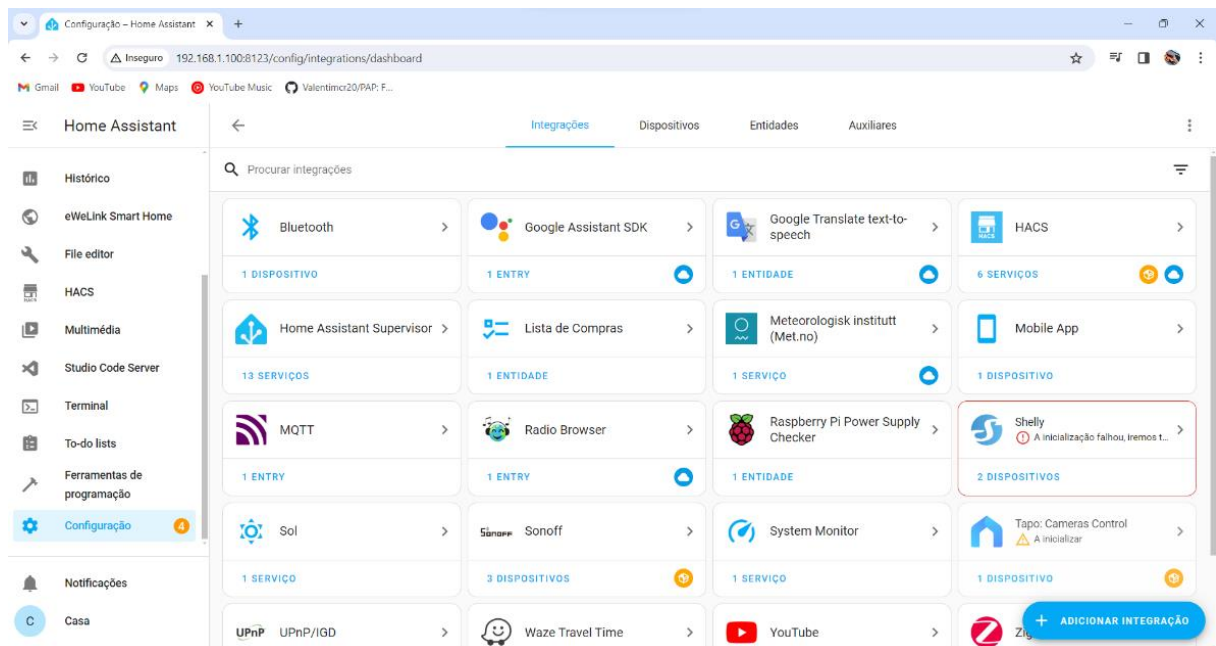 Configuração – Home Assistant
Inseguro 192.168.1.100:8123/config/integrations/dashboard
Gmail YouTube Maps YouTube Music Valentimcr20/PAP: F...
Home Assistant
Integrações Dispositivos Entidades Auxiliares
Procurar integrações
Histórico
eWeLink Smart Home
File editor
HACS
Multimédia
Studio Code Server
Terminal
To-do lists
Ferramentas de
programação
Configuração 4
Notificações
C Casa
Bluetooth
1 DISPOSITIVO
Google Assistant SDK
1 ENTRY
Google Translate text-to-
speech
1 ENTIDADE
HACS
HACS
6 SERVIÇOS
Home Assistant Supervisor
13 SERVIÇOS
Lista de Compras
1 ENTIDADE
Meteorologisk institutt
(Met.no)
1 SERVIÇO
Mobile App
1 DISPOSITIVO
MQTT
1 ENTRY
Radio Browser
1 ENTRY
Raspberry Pi Power Supply
Checker
1 ENTIDADE
Shelly
A inicialização falhou, iremos t...
2 DISPOSITIVOS
Sol
1 SERVIÇO
Sonoff Sonoff
3 DISPOSITIVOS
System Monitor
1 SERVIÇO
Tapo: Cameras Control
A inicializar
1 DISPOSITIVO
UPnP UPnP/IGD
Waze Travel Time
YouTube
+ ADICIONAR INTEGRAÇÃO